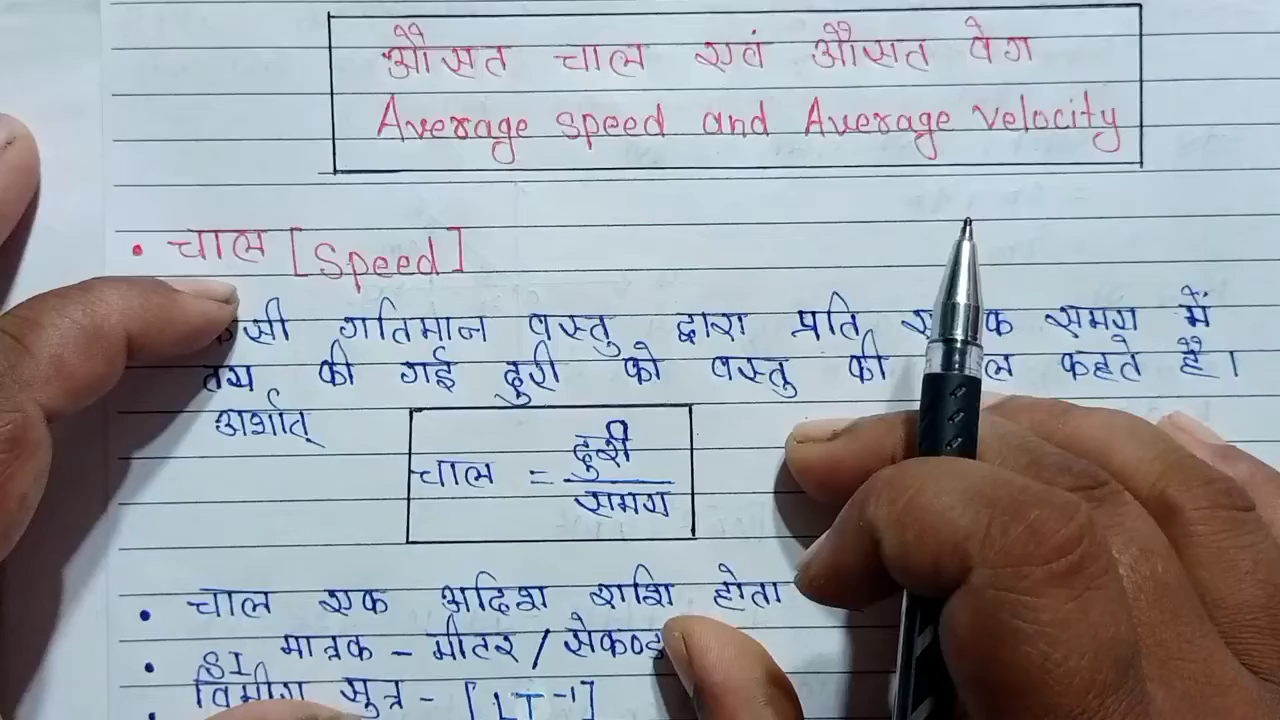 औसत चाल एवं औसत वेग
Average speed and Average velocity
• चाल [Speed]
गतिमान वस्तु द्वारा प्रति समय में
तय की गई दुरी को वस्तु की कहते है।
अर्थात्
चाल = दुरी / समय
• चाल एक अदिश राशि होता
• SI मात्रक - मीटर / सेकण्ड
• विमीय सुत्र - [LT⁻¹]